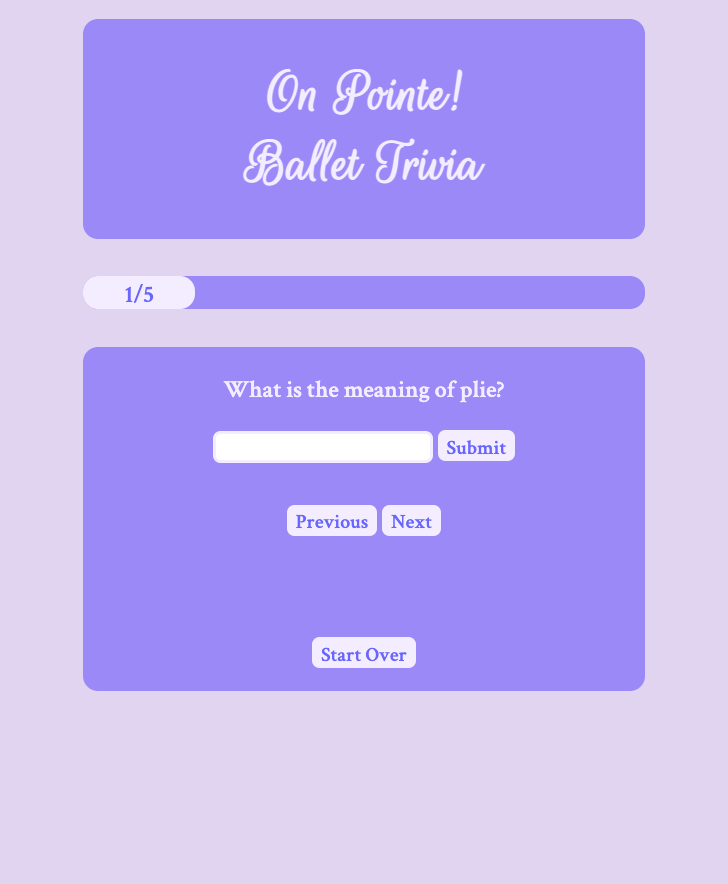 On Pointe!
Ballet Trivia
1/5
What is the meaning of plie?
Submit
Previous Next
Start Over